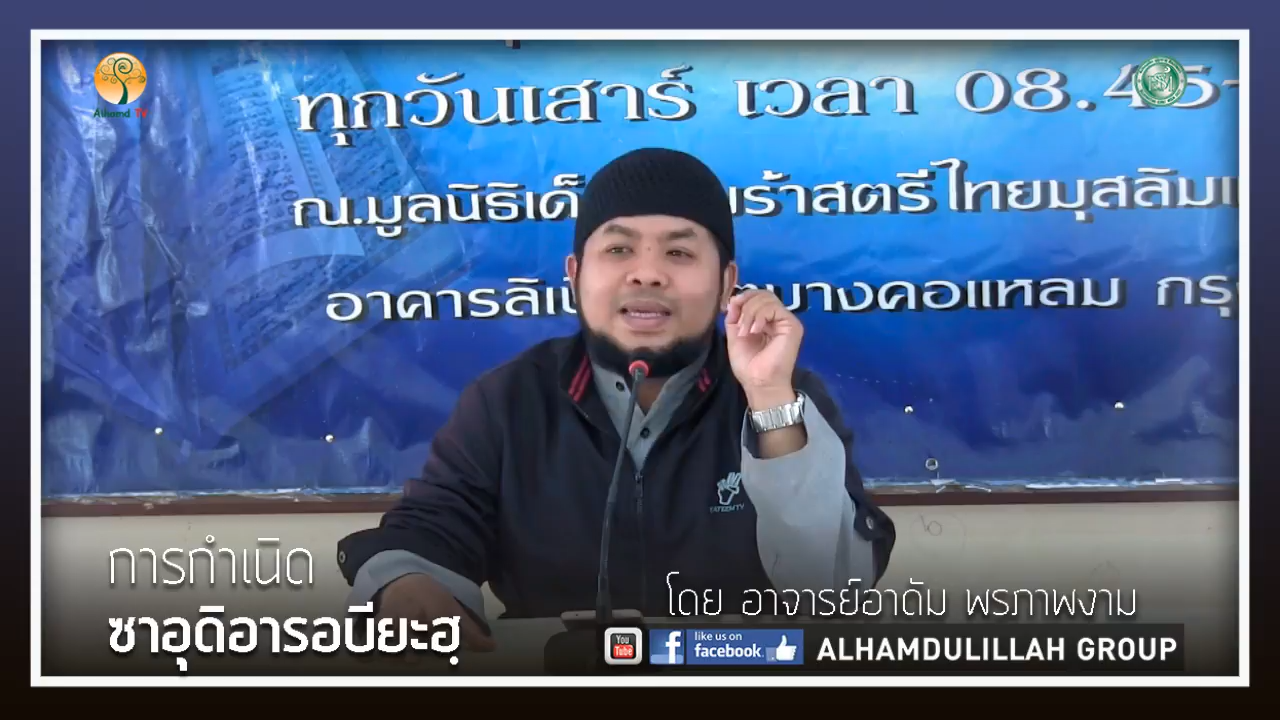 Alhamd TV
ทุกวันเสาร์ เวลา 08.45-
ณ.มูลนิธิเด็ สตรีไทยมุสลิม
อาคาร บางคอแหลม กรุ
YATEEM TV
การกำเนิด
ซาอุดิอารอบียะฮฺ
โดย อาจารย์อาดัม พรภาพงาม
You
Tube
f like us on
facebook
ALHAMDULILLAH GROUP